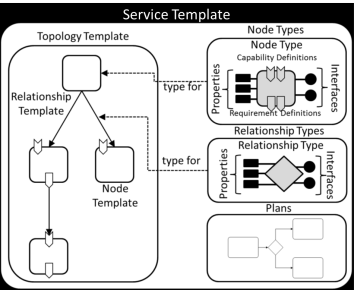 Service Template
Topology Template
Relationship
Template
Node
Template
type for
type for
Node Types
Node Type
Capability Definitions
Properties
Interfaces
Requirement Definitions
Relationship Types
Relationship Type
Properties
Interfaces
Plans